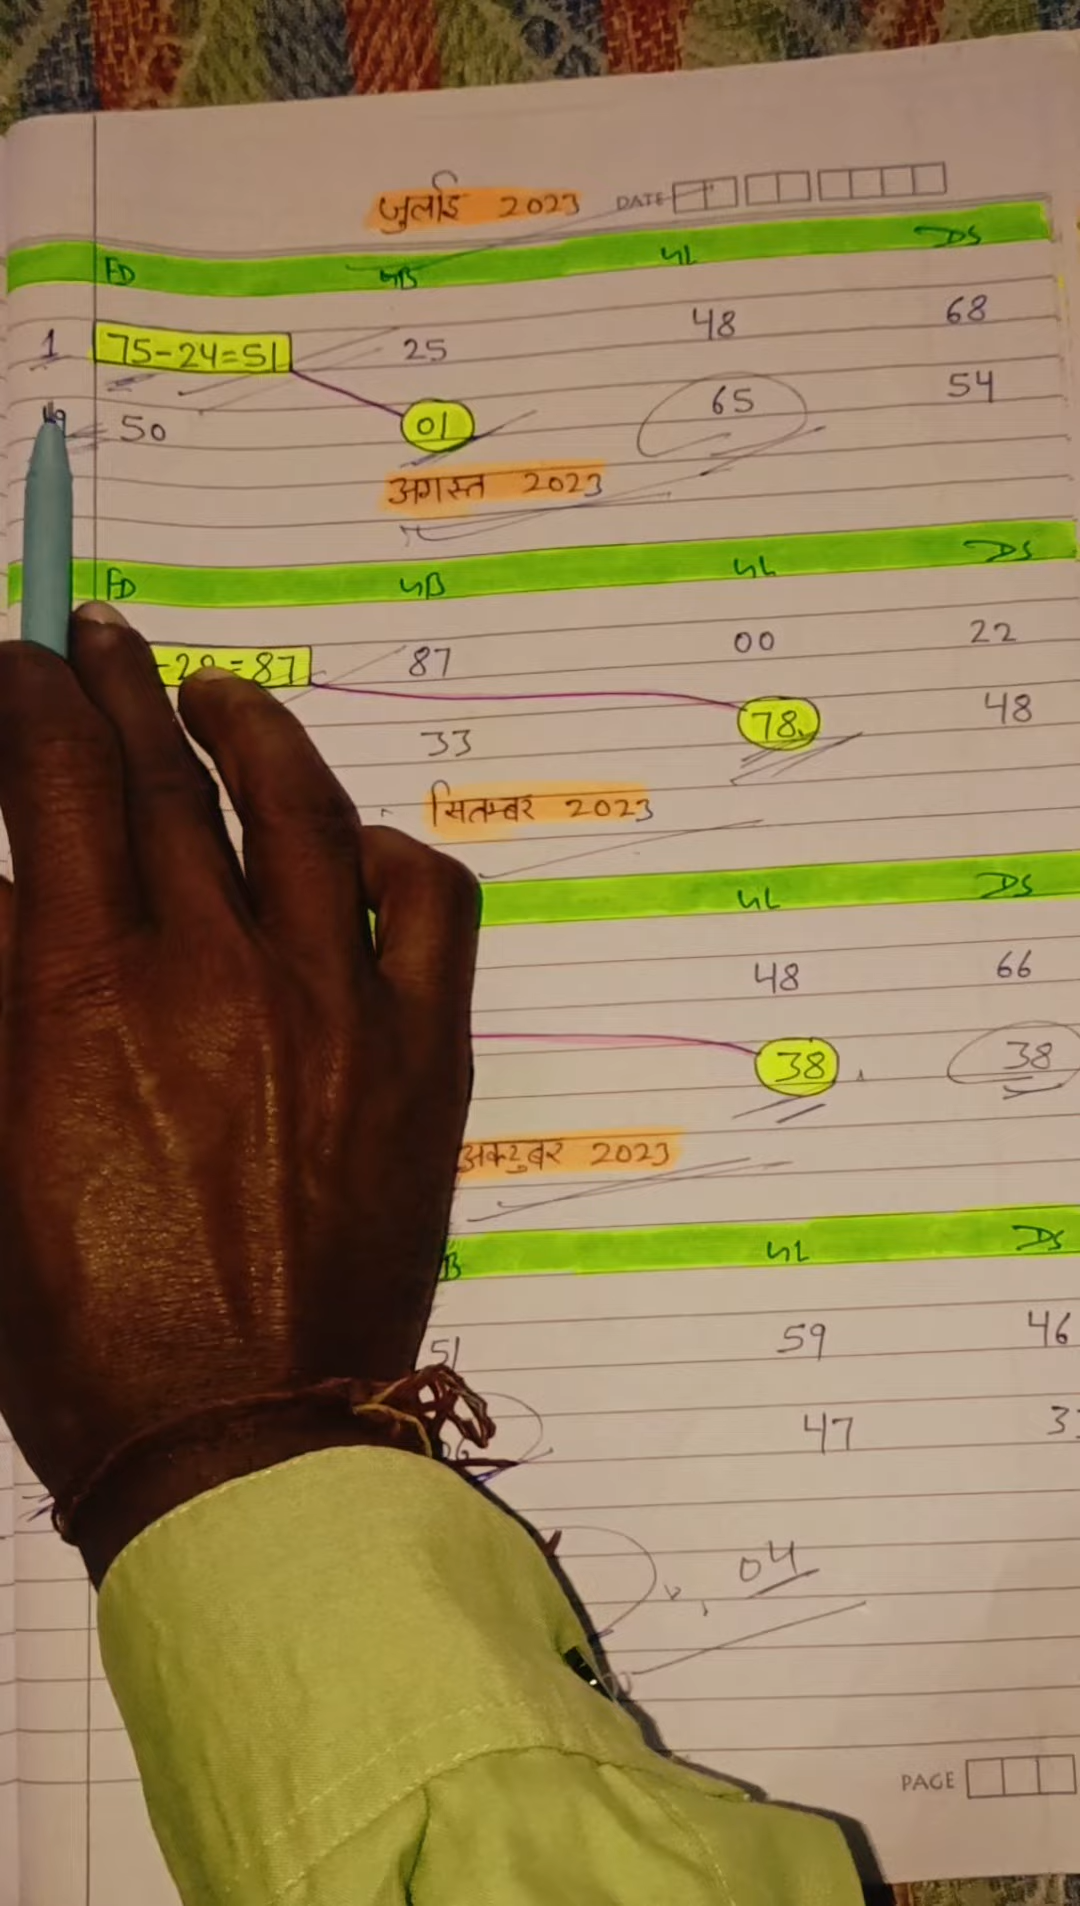 जुलाई 2023 DATE
FD GB GL DS
1 75-24=51 25 48 68
50 01 65 54
अगस्त 2023
FD GB GL DS
-29=87 87 00 22
33 78 48
सितम्बर 2023
GL DS
48 66
38 38
अक्टुबर 2023
B GL DS
51 59 46
06 47
04
PAGE